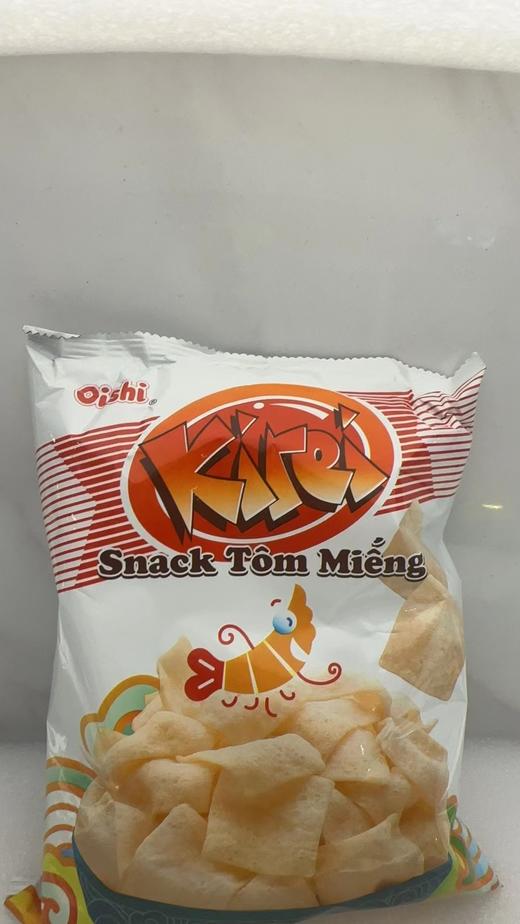 Oishi
Kirei
Snack Tôm Miếng